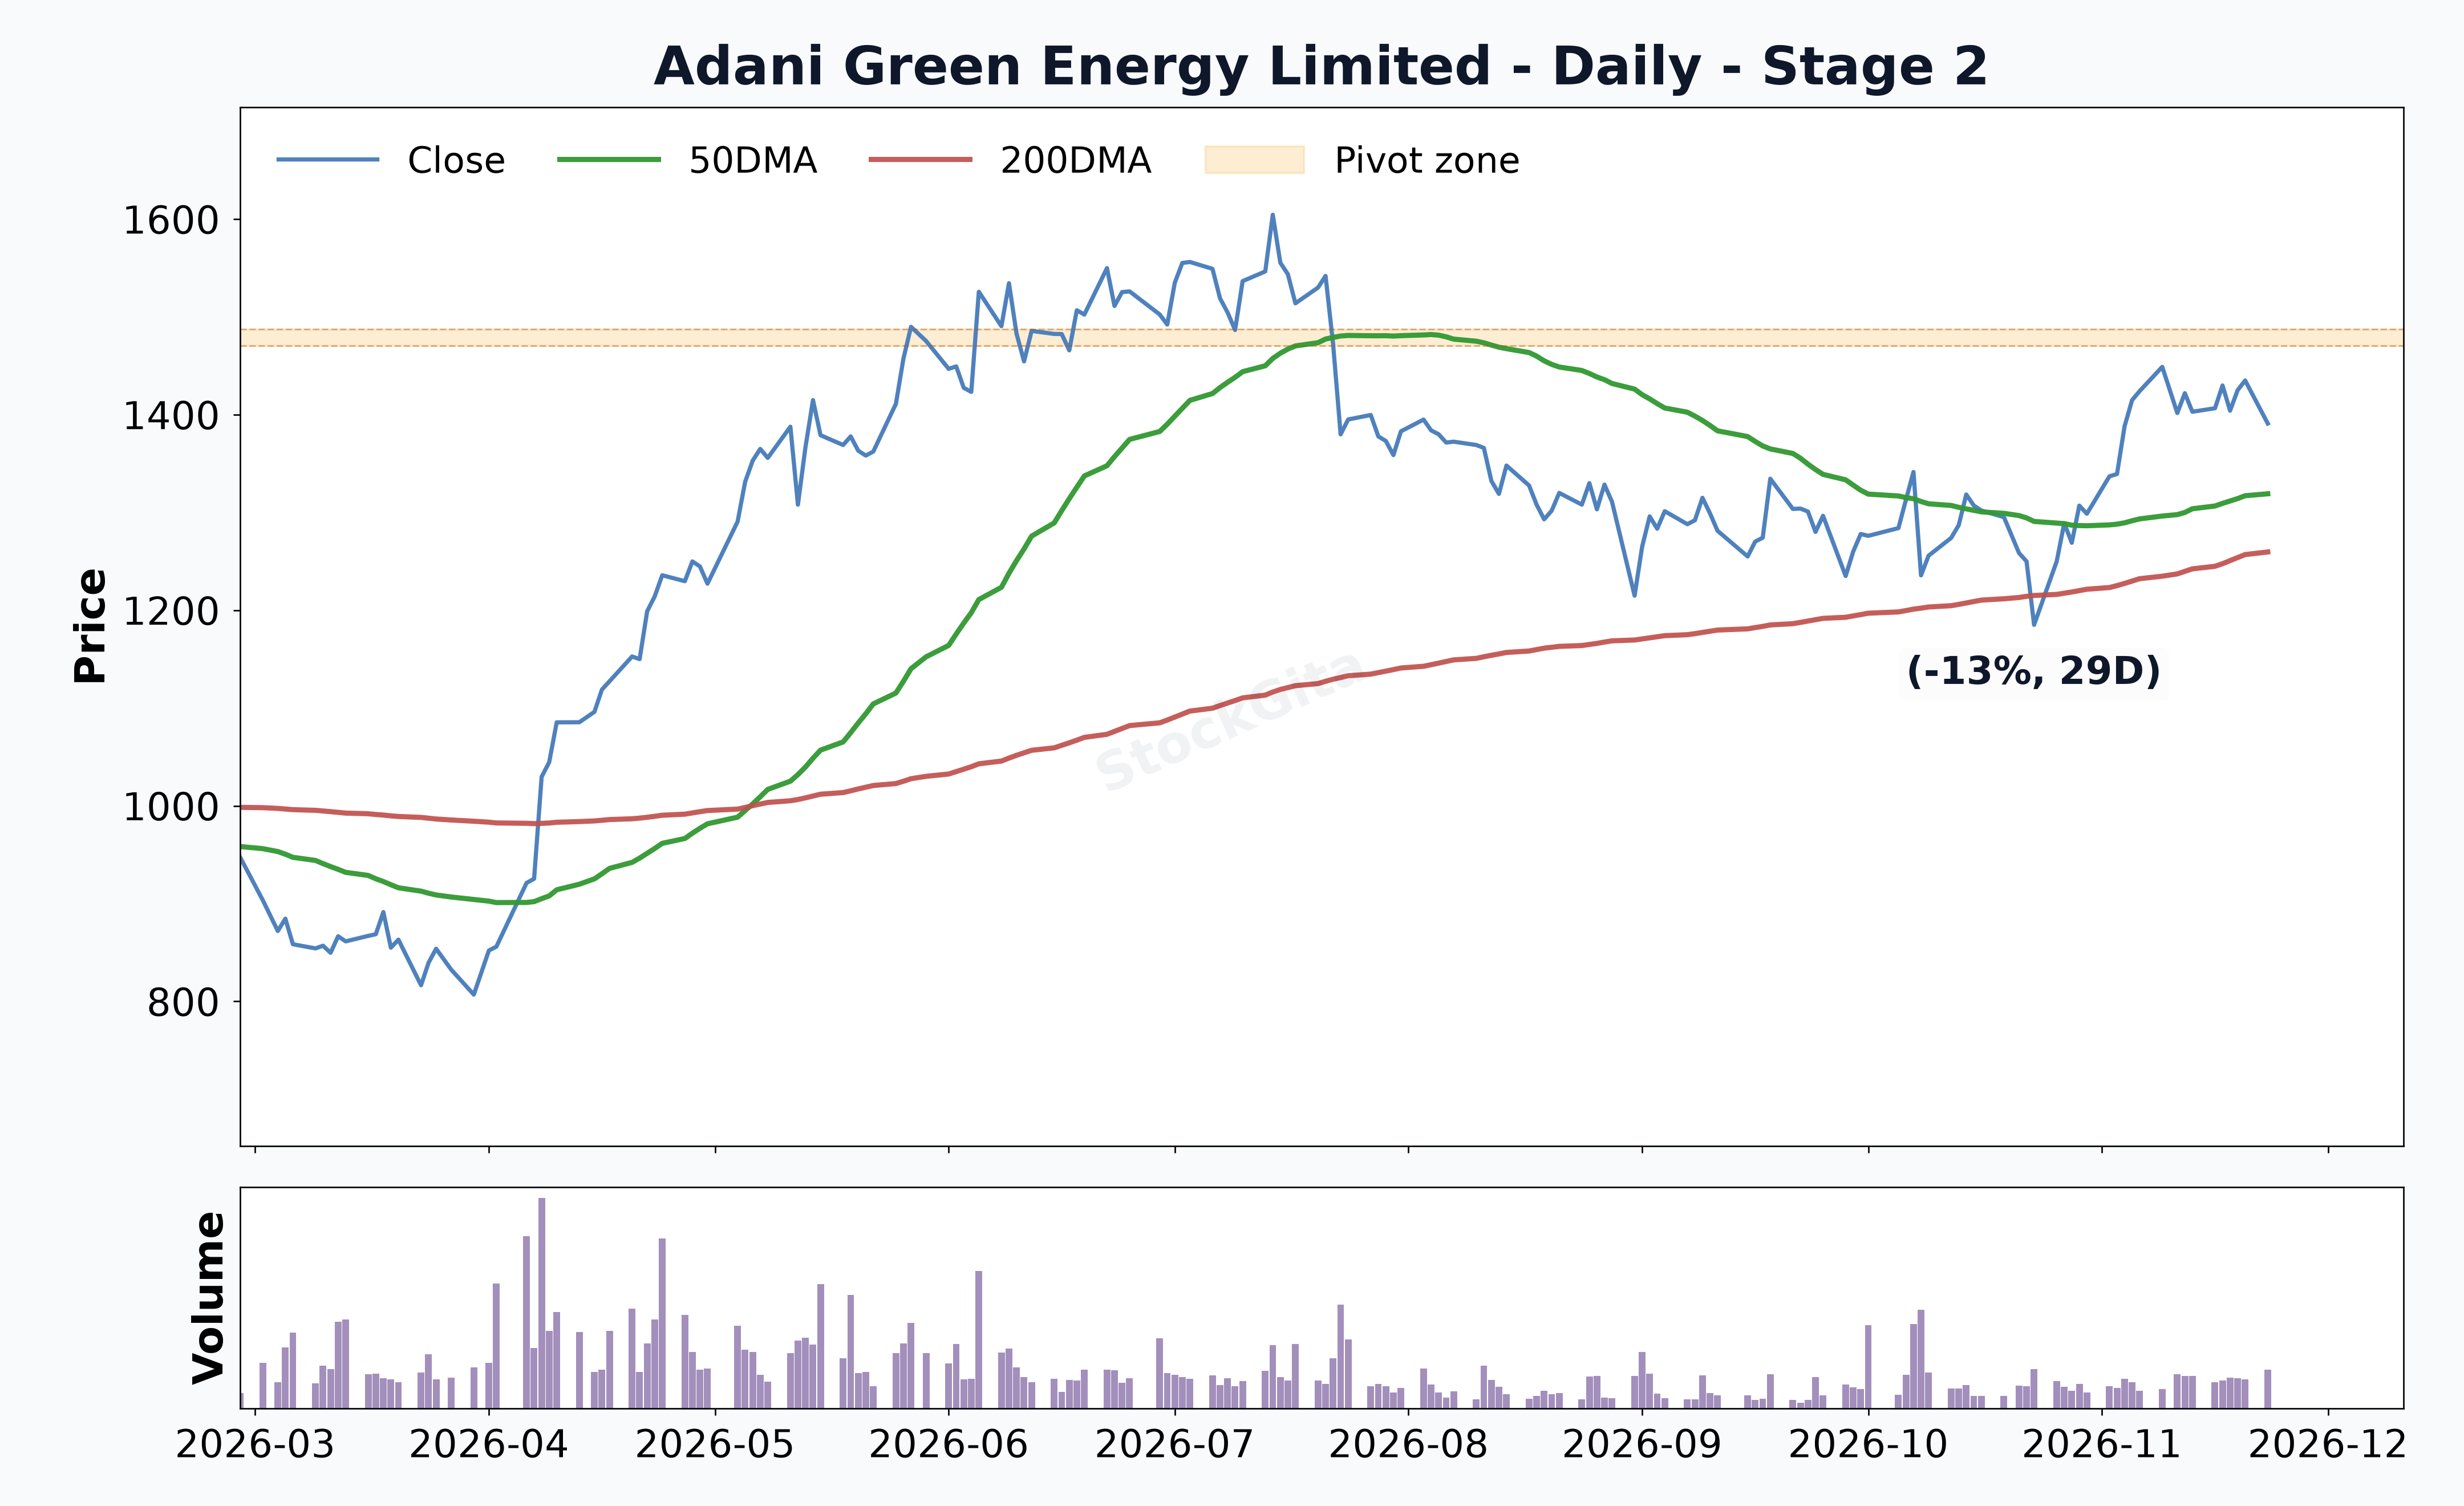 Adani Green Energy Limited - Daily - Stage 2
Close 50DMA 200DMA Pivot zone
1600
1400
1200
1000
800
Price
(-13%, 29D)
StockGita
Volume
2026-03 2026-04 2026-05 2026-06 2026-07 2026-08 2026-09 2026-10 2026-11 2026-12